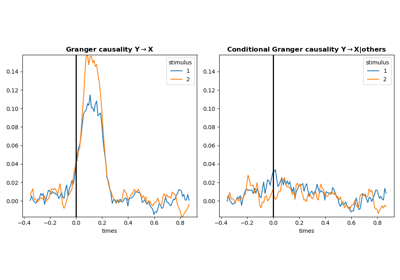 Granger causality Y→X
stimulus
1
2
0.14
0.12
0.10
0.08
0.06
0.04
0.02
0.00
−0.4 −0.2 0.0 0.2 0.4 0.6 0.8
times
Conditional Granger causality Y→X|others
stimulus
1
2
0.14
0.12
0.10
0.08
0.06
0.04
0.02
0.00
−0.4 −0.2 0.0 0.2 0.4 0.6 0.8
times